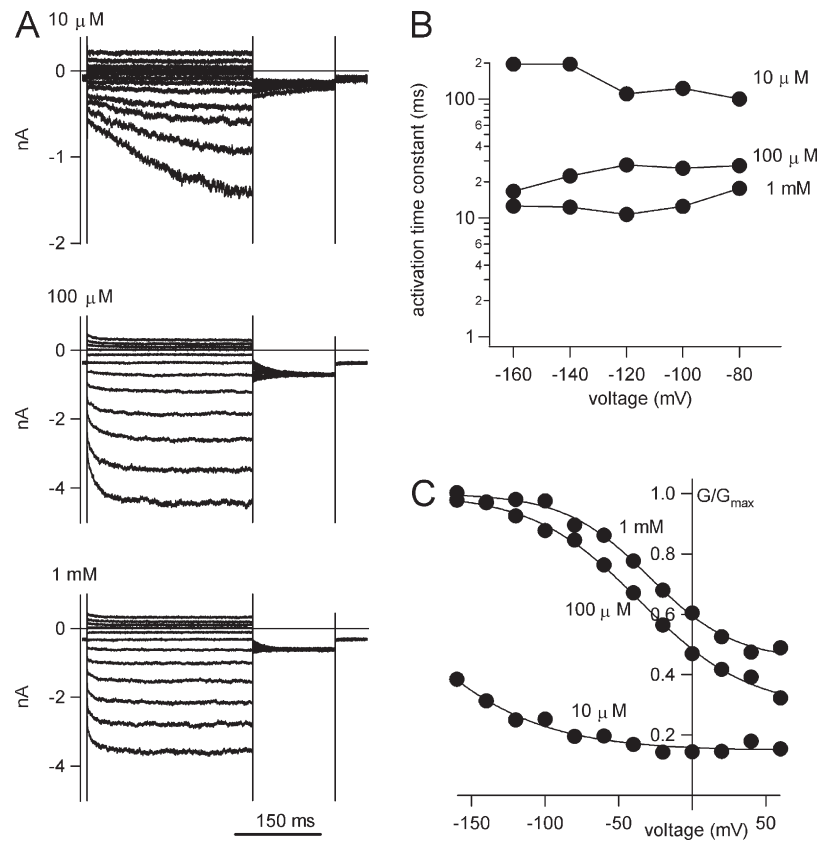 A
10 μM
0
-1
-2
nA
100 μM
0
-2
-4
nA
1 mM
0
-2
-4
nA
150 ms
B
2
100
6
4
2
10
6
4
2
1
activation time constant (ms)
10 μM
100 μM
1 mM
-160 -140 -120 -100 -80
voltage (mV)
C
1.0 G/Gmax
0.8
0.6
0.4
0.2
1 mM
100 μM
10 μM
-150 -100 -50 50
voltage (mV)